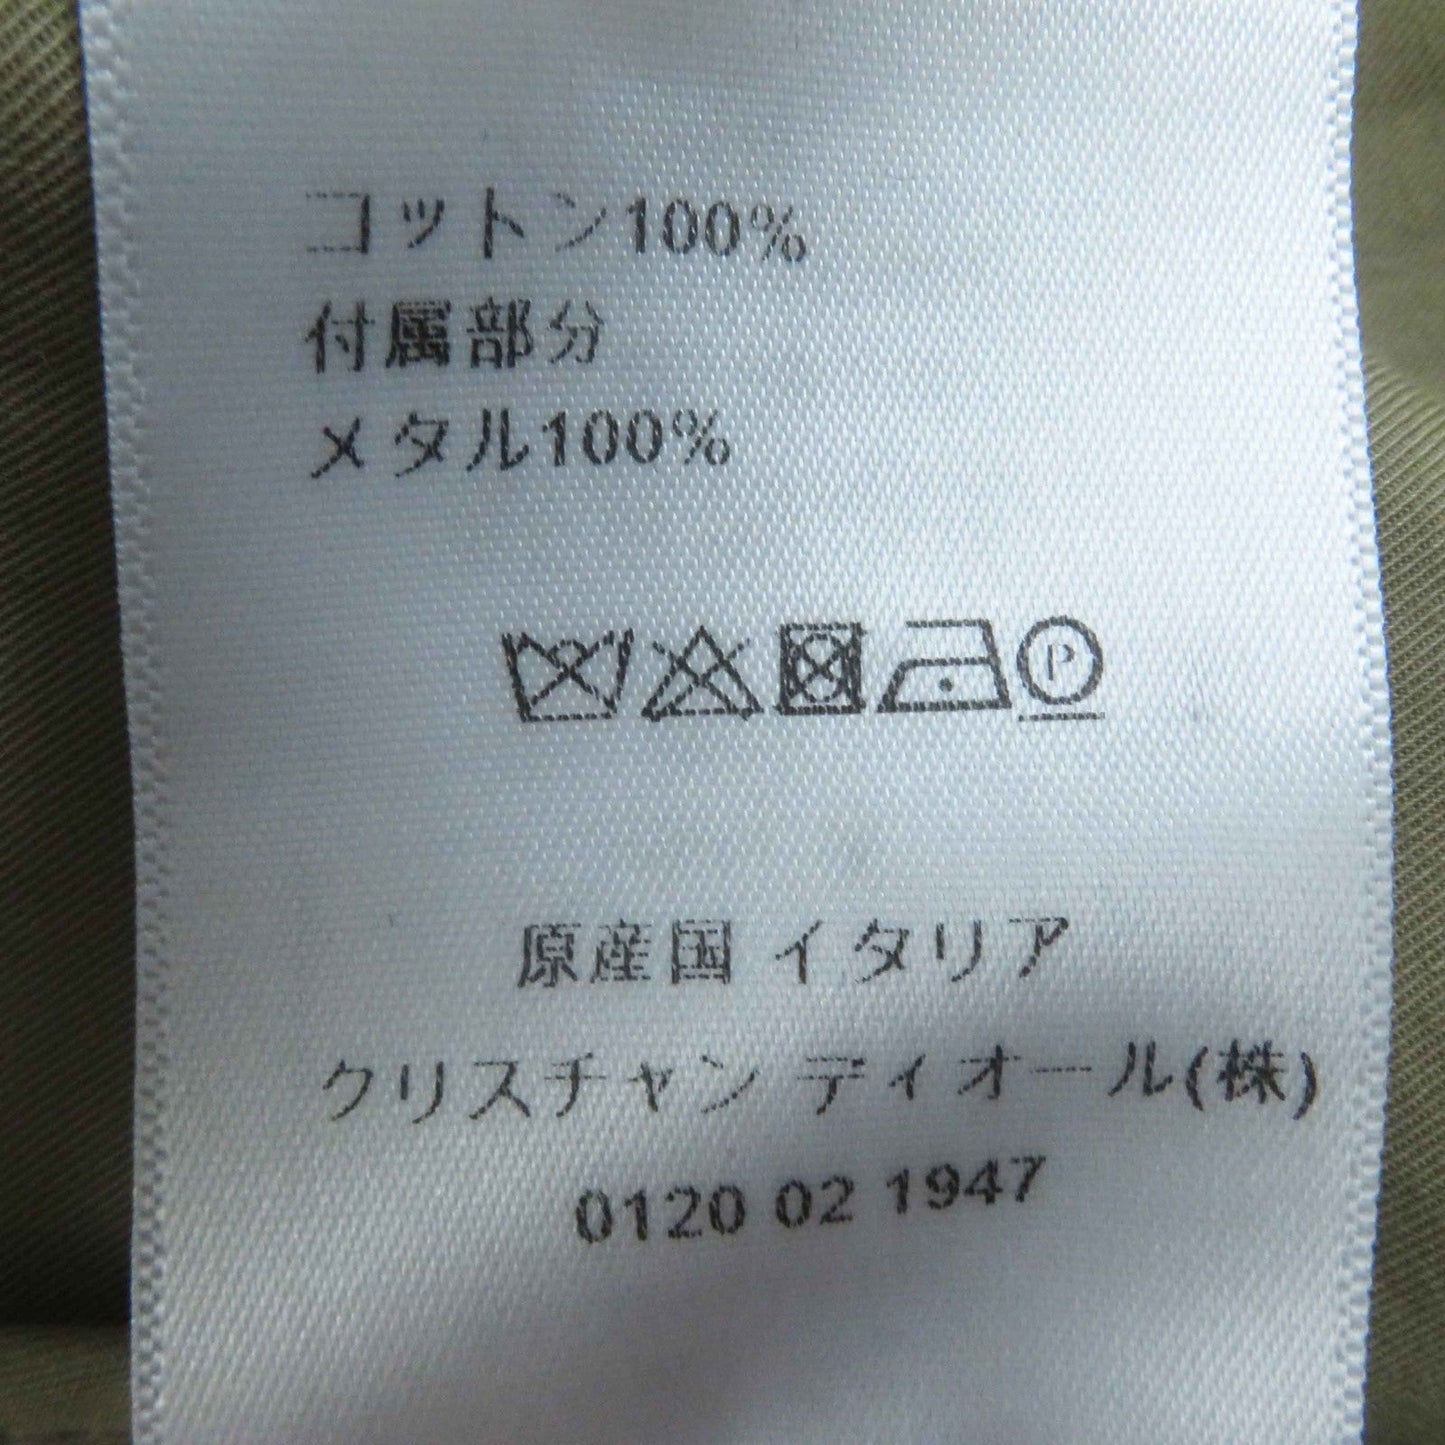 コットン100%
付属部分
メタル100%
P
原産国 イタリア
クリスチャン ディオール(株)
0120 02 1947